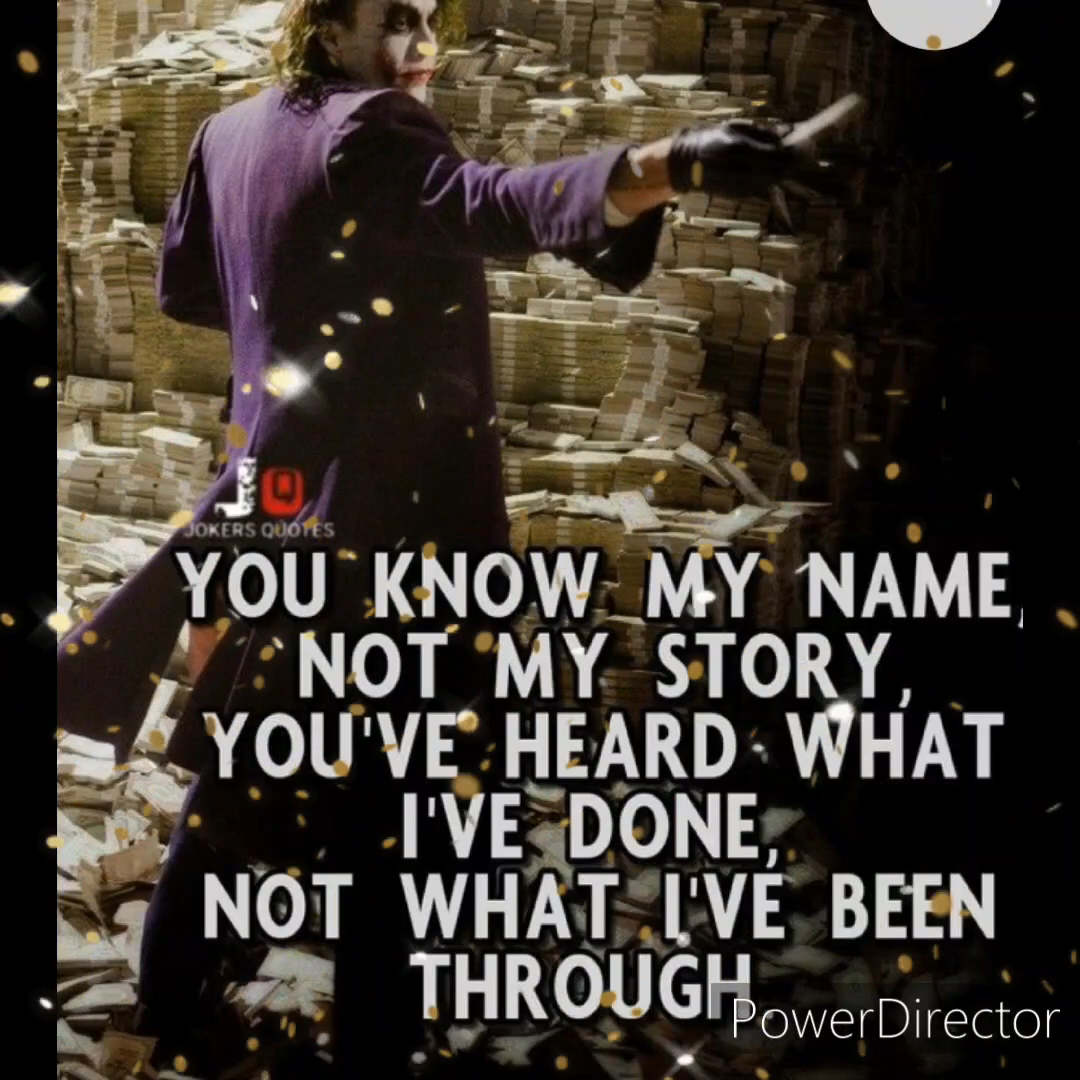 JQ
JOKERS QUOTES
YOU KNOW MY NAME,
NOT MY STORY,
YOU'VE HEARD WHAT
I'VE DONE,
NOT WHAT I'VE BEEN
THROUGH
PowerDirector